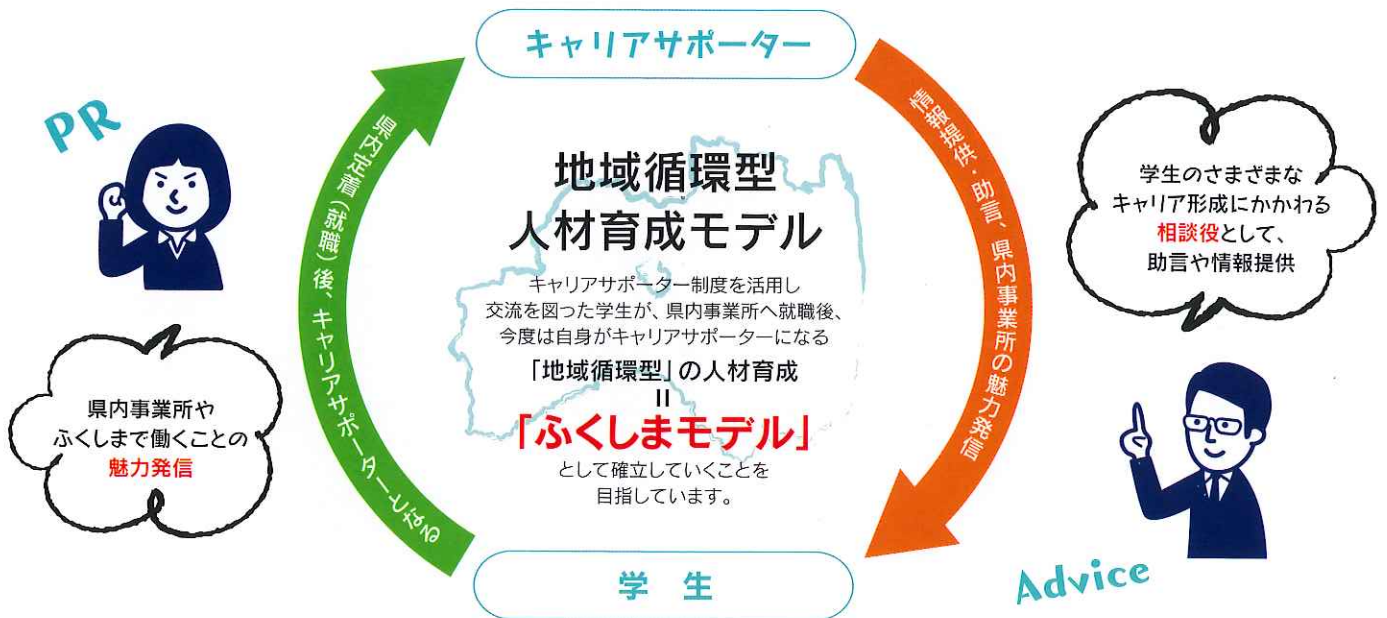 キャリアサポーター
PR
県内定着（就職）後、キャリアサポーターとなる
情報提供・助言、県内事業所の魅力発信
地域循環型
人材育成モデル
キャリアサポーター制度を活用し
交流を図った学生が、県内事業所へ就職後、
今度は自身がキャリアサポーターになる
「地域循環型」の人材育成
＝
「ふくしまモデル」
として確立していくことを
目指しています。
学生のさまざまな
キャリア形成にかかわる
相談役として、
助言や情報提供
県内事業所や
ふくしまで働くことの
魅力発信
Advice
学 生